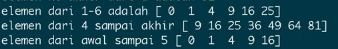 elemen dari 1-6 adalah [ 0  1  4  9 16 25]
elemen dari 4 sampai akhir [ 9 16 25 36 49 64 81]
elemen dari awal sampai 5 [ 0  1  4  9 16]